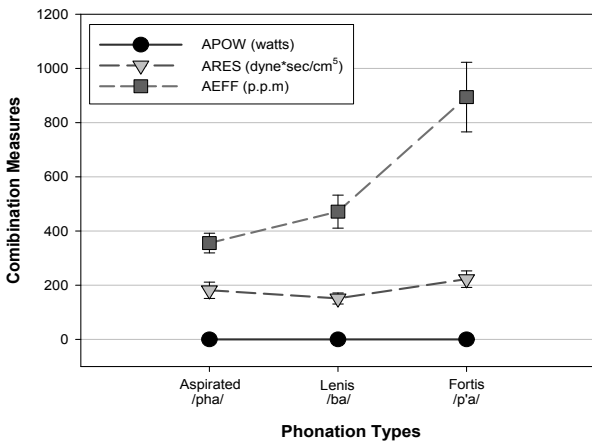 1200
1000
800
600
400
200
0
Comibination Measures
APOW (watts)
ARES (dyne*sec/cm⁵)
AEFF (p.p.m)
Aspirated
/pha/
Lenis
/ba/
Fortis
/p'a/
Phonation Types